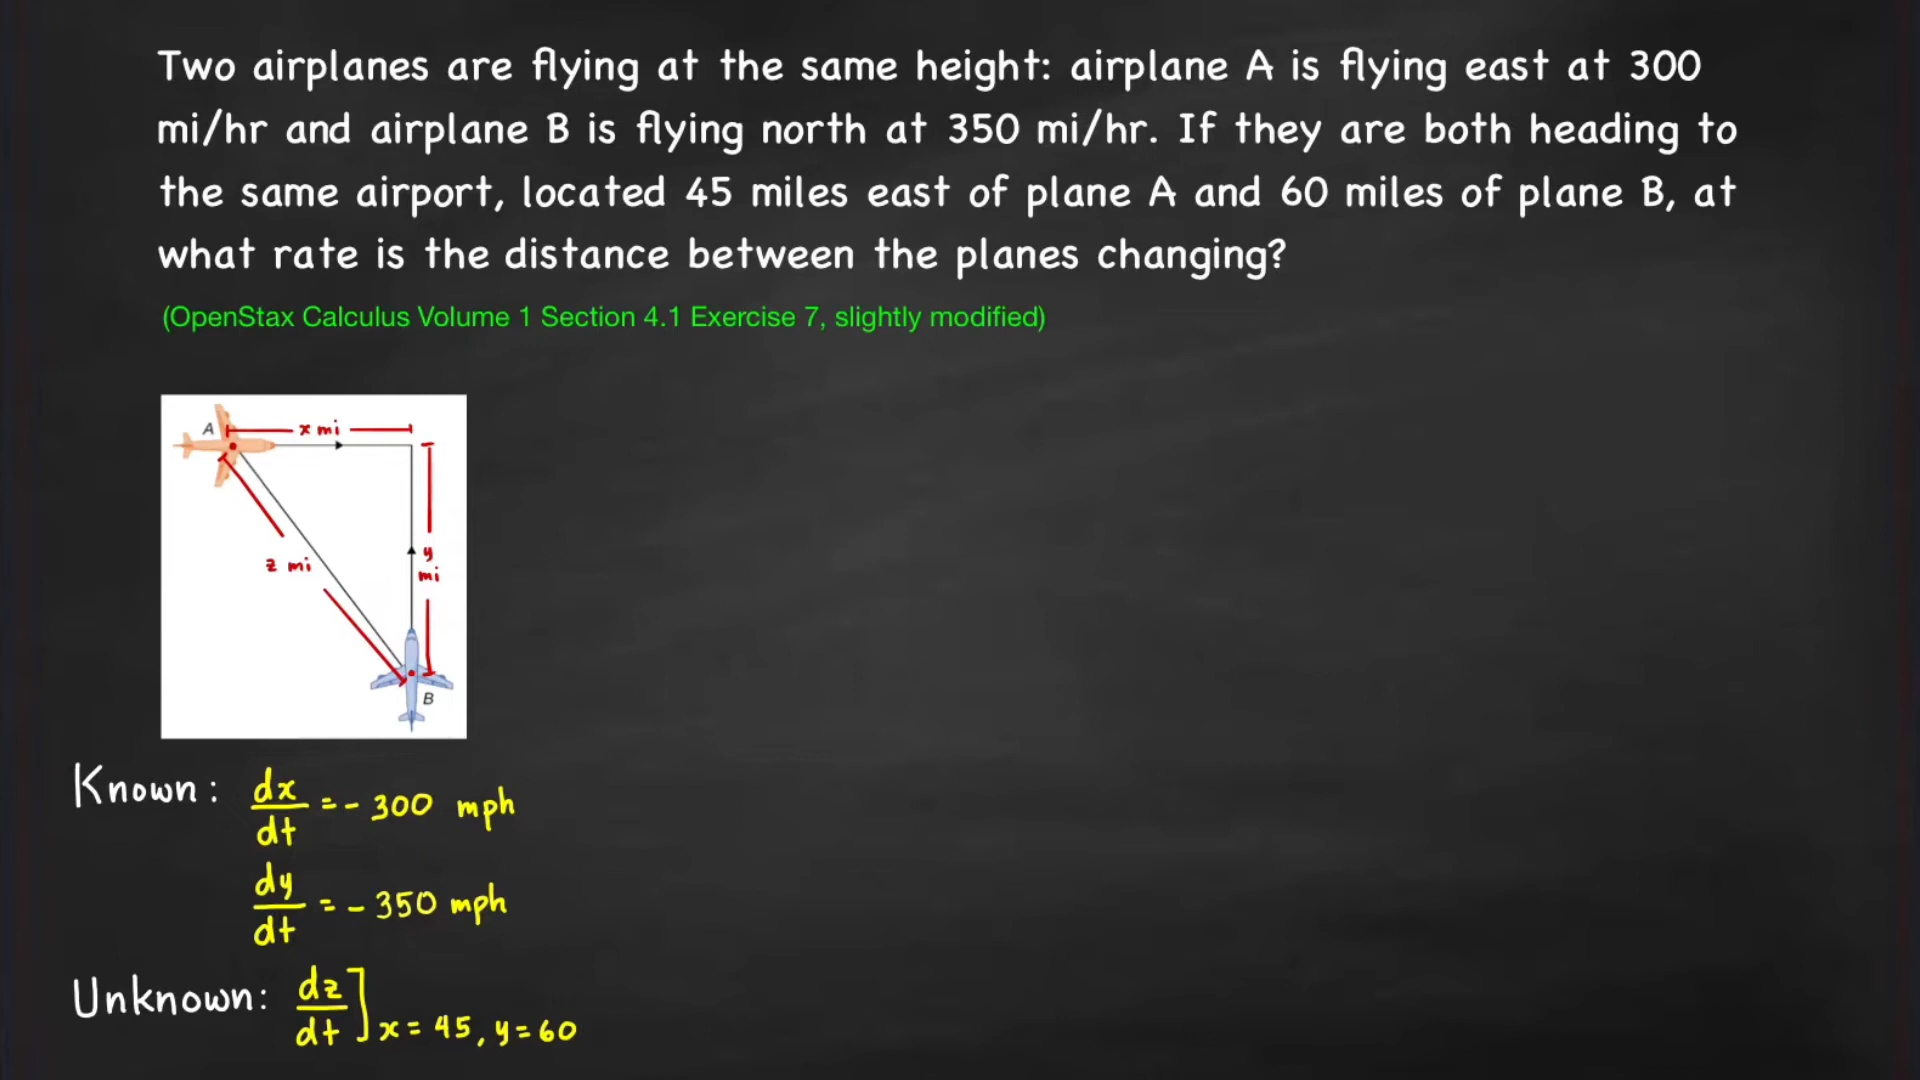 Two airplanes are flying at the same height: airplane A is flying east at 300
mi/hr and airplane B is flying north at 350 mi/hr. If they are both heading to
the same airport, located 45 miles east of plane A and 60 miles of plane B, at
what rate is the distance between the planes changing?
(OpenStax Calculus Volume 1 Section 4.1 Exercise 7, slightly modified)
A
x mi
y
mi
z mi
B
Known: dx/dt = - 300 mph
dy/dt = - 350 mph
Unknown: dz/dt ] x = 45, y = 60